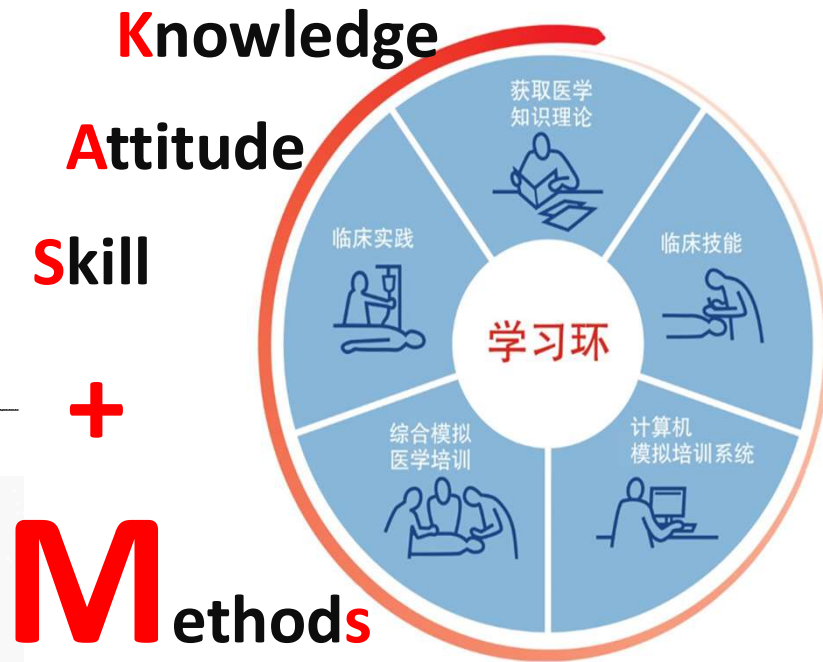 Knowledge
Attitude
Skill
+
Methods
获取医学
知识理论
临床技能
计算机
模拟培训系统
综合模拟
医学培训
临床实践
学习环